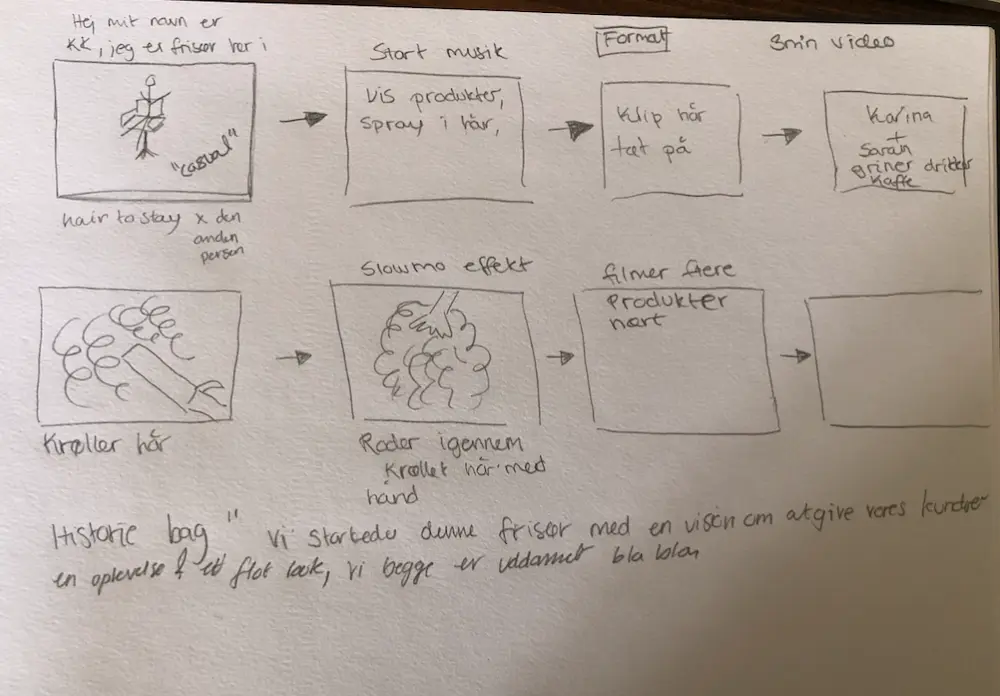 Hej mit navn er
KK, jeg er frisør her i
"casual"
hair to stay x den
anden
person
Start musik
Vis produkter,
Spray i hår,
Format
Klip hår
tæt på
3min video
Karina
+
Sarah
griner drikker
Kaffe
Krøller hår
Slowmo effekt
Roder igennem
Krøllet hår med
hånd
filmer flere
Produkter
nært
Historie bag " Vi startede denne frisør med en vision om at give vores kunder
en oplevelse & et flot look, vi begge er uddannet bla blan